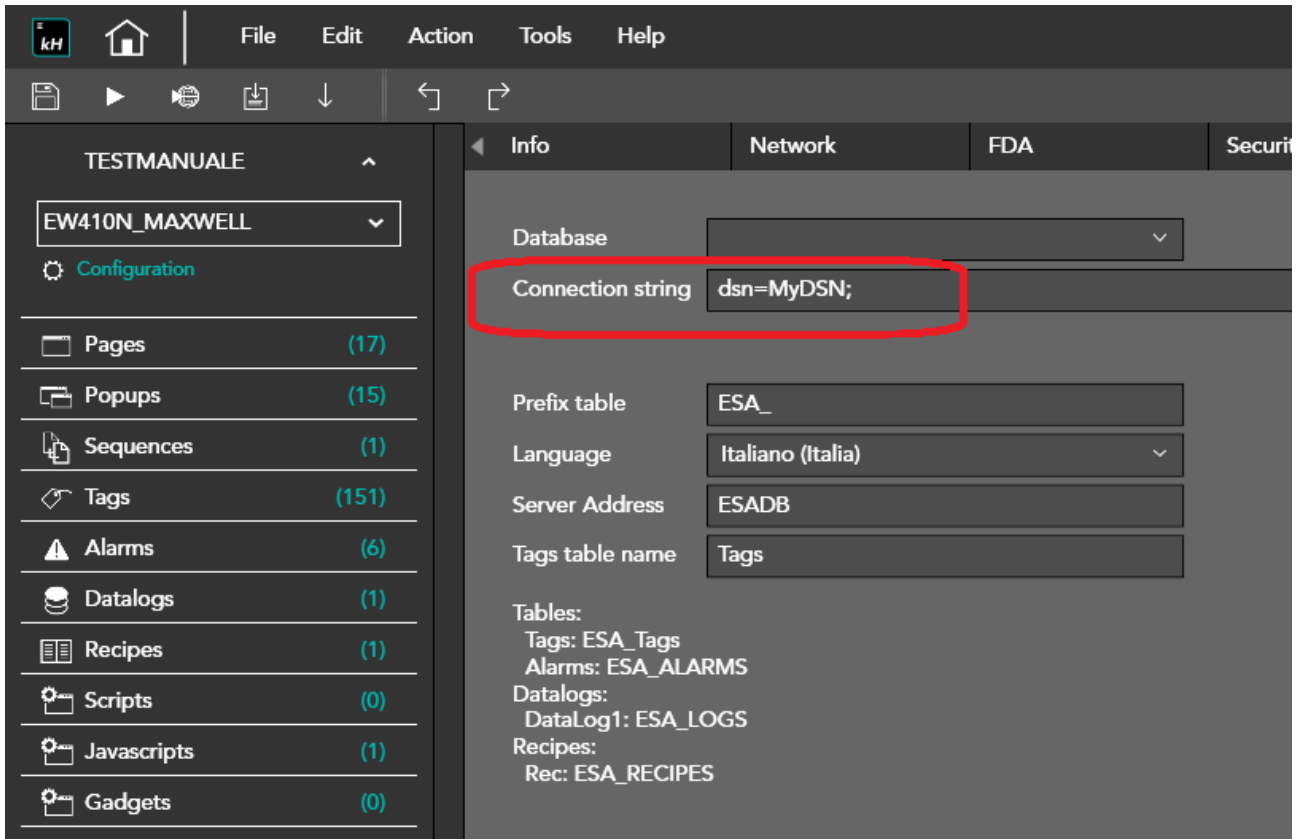 kH File Edit Action Tools Help
TESTMANUALE
EW410N_MAXWELL
Configuration
Pages (17)
Popups (15)
Sequences (1)
Tags (151)
Alarms (6)
Datalogs (1)
Recipes (1)
Scripts (0)
Javascripts (1)
Gadgets (0)
Info Network FDA Securit
Database
Connection string dsn=MyDSN;
Prefix table ESA_
Language Italiano (Italia)
Server Address ESADB
Tags table name Tags
Tables:
Tags: ESA_Tags
Alarms: ESA_ALARMS
Datalogs:
DataLog1: ESA_LOGS
Recipes:
Rec: ESA_RECIPES